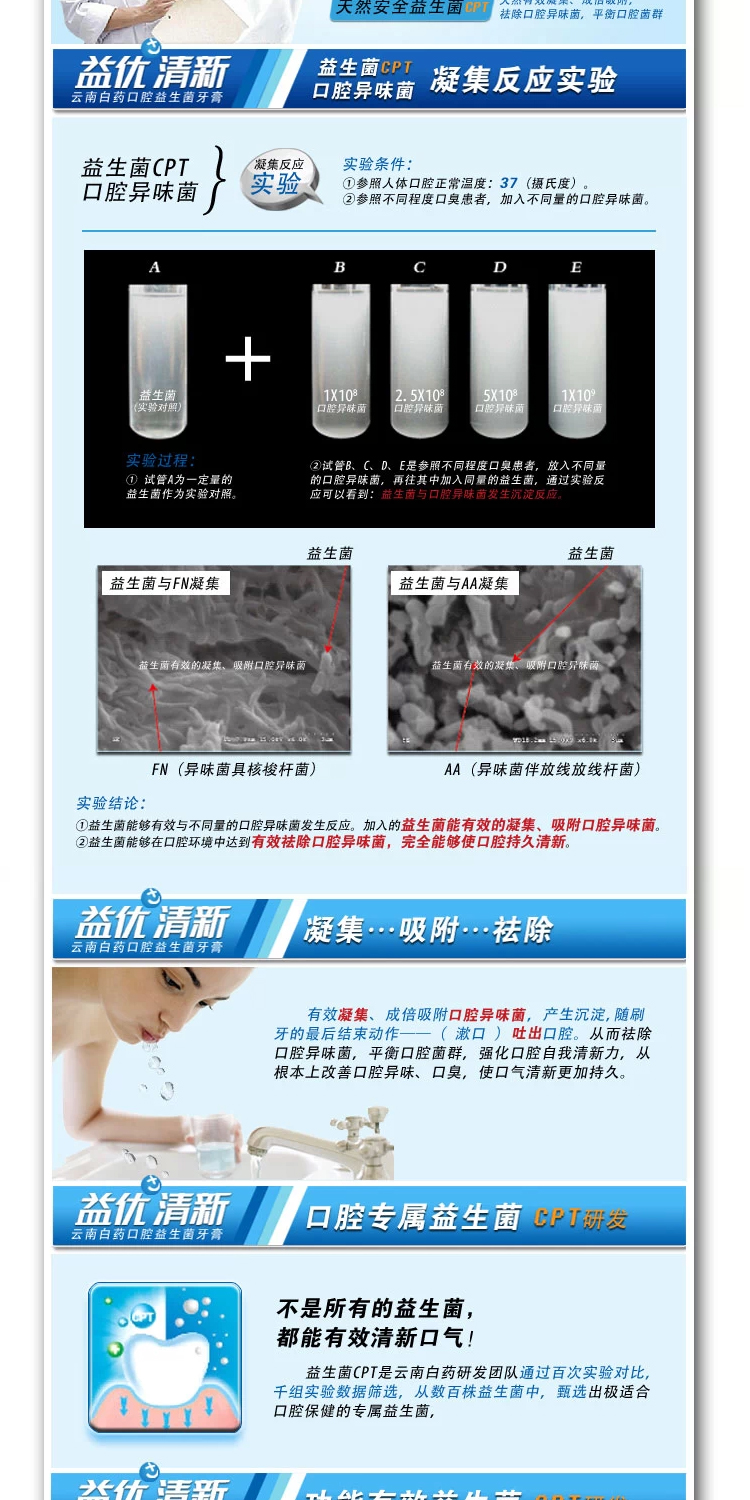 天然安全益生菌CPT
天然有效凝集、成倍吸附，
祛除口腔异味菌，平衡口腔菌群
益优 清新
云南白药口腔益生菌牙膏
益生菌CPT
口腔异味菌
凝集反应实验
益生菌CPT
口腔异味菌
凝集反应
实验
实验条件：
①参照人体口腔正常温度：37（摄氏度）。
②参照不同程度口臭患者，加入不同量的口腔异味菌。
A
B
C
D
E
+
益生菌
(实验对照)
1X10⁸
口腔异味菌
2.5X10⁸
口腔异味菌
5X10⁸
口腔异味菌
1X10⁹
口腔异味菌
实验过程：
① 试管A为一定量的
益生菌作为实验对照。
②试管B、C、D、E是参照不同程度口臭患者，放入不同量
的口腔异味菌，再往其中加入同量的益生菌，通过实验反
应可以看到：益生菌与口腔异味菌发生沉淀反应。
益生菌
益生菌
益生菌与FN凝集
益生菌与AA凝集
益生菌有效的凝集、吸附口腔异味菌
益生菌有效的凝集、吸附口腔异味菌
FN（异味菌具核梭杆菌）
AA（异味菌伴放线放线杆菌）
实验结论：
①益生菌能够有效与不同量的口腔异味菌发生反应。加入的益生菌能有效的凝集、吸附口腔异味菌。
②益生菌能够在口腔环境中达到有效祛除口腔异味菌，完全能够使口腔持久清新。
益优 清新
云南白药口腔益生菌牙膏
凝集…吸附…祛除
有效凝集、成倍吸附口腔异味菌，产生沉淀，随刷
牙的最后结束动作——（ 漱口 ）吐出口腔。从而祛除
口腔异味菌，平衡口腔菌群，强化口腔自我清新力，从
根本上改善口腔异味、口臭，使口气清新更加持久。
益优 清新
云南白药口腔益生菌牙膏
口腔专属益生菌 CPT研发
CPT
不是所有的益生菌，
都能有效清新口气！
益生菌CPT是云南白药研发团队通过百次实验对比，
千组实验数据筛选，从数百株益生菌中，甄选出极适合
口腔保健的专属益生菌，
益优 清新
功能有效益生菌 CPT研发